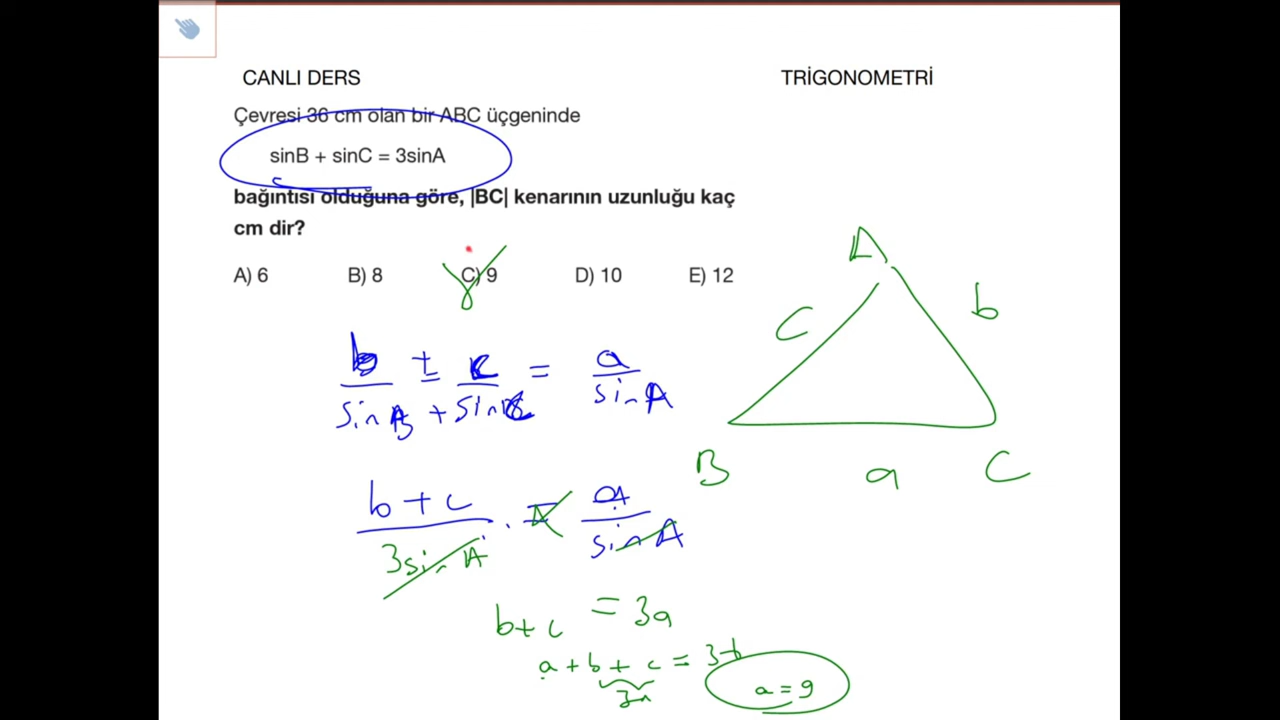 CANLI DERS TRİGONOMETRİ
Çevresi 36 cm olan bir ABC üçgeninde
sinB + sinC = 3sinA
bağıntısı olduğuna göre, |BC| kenarının uzunluğu kaç
cm dir?
A) 6 B) 8 C) 9 D) 10 E) 12
A
c b
B a C
b/sinB + c/sinC = a/sinA
b+c/3sinA = a/sinA
b+c = 3a
a+b+c = 36
3a
a=9